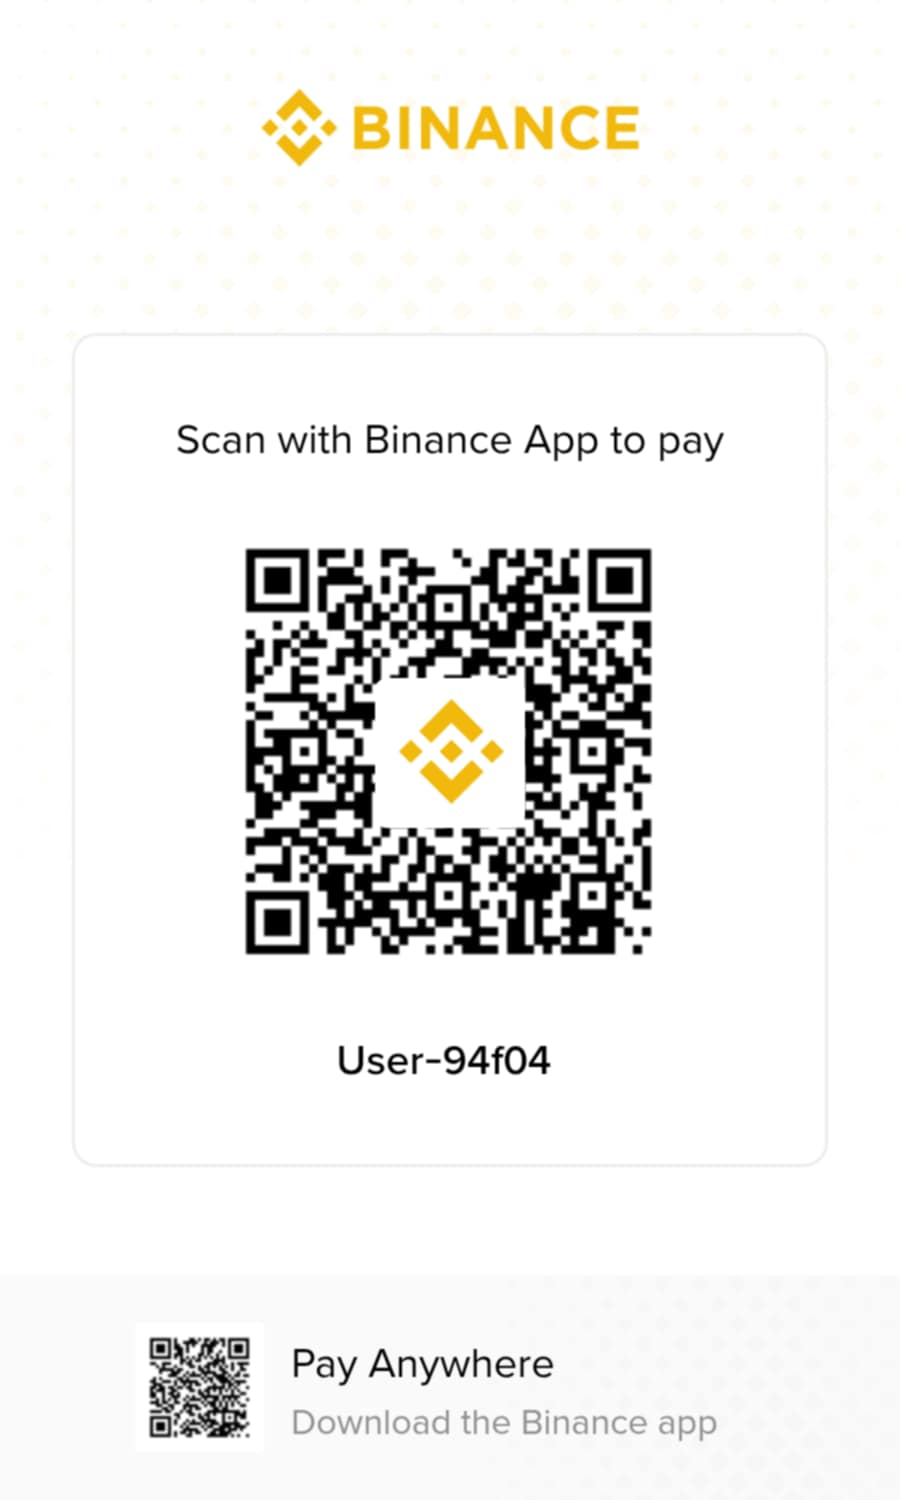 BINANCE
Scan with Binance App to pay
User-94f04
Pay Anywhere
Download the Binance app